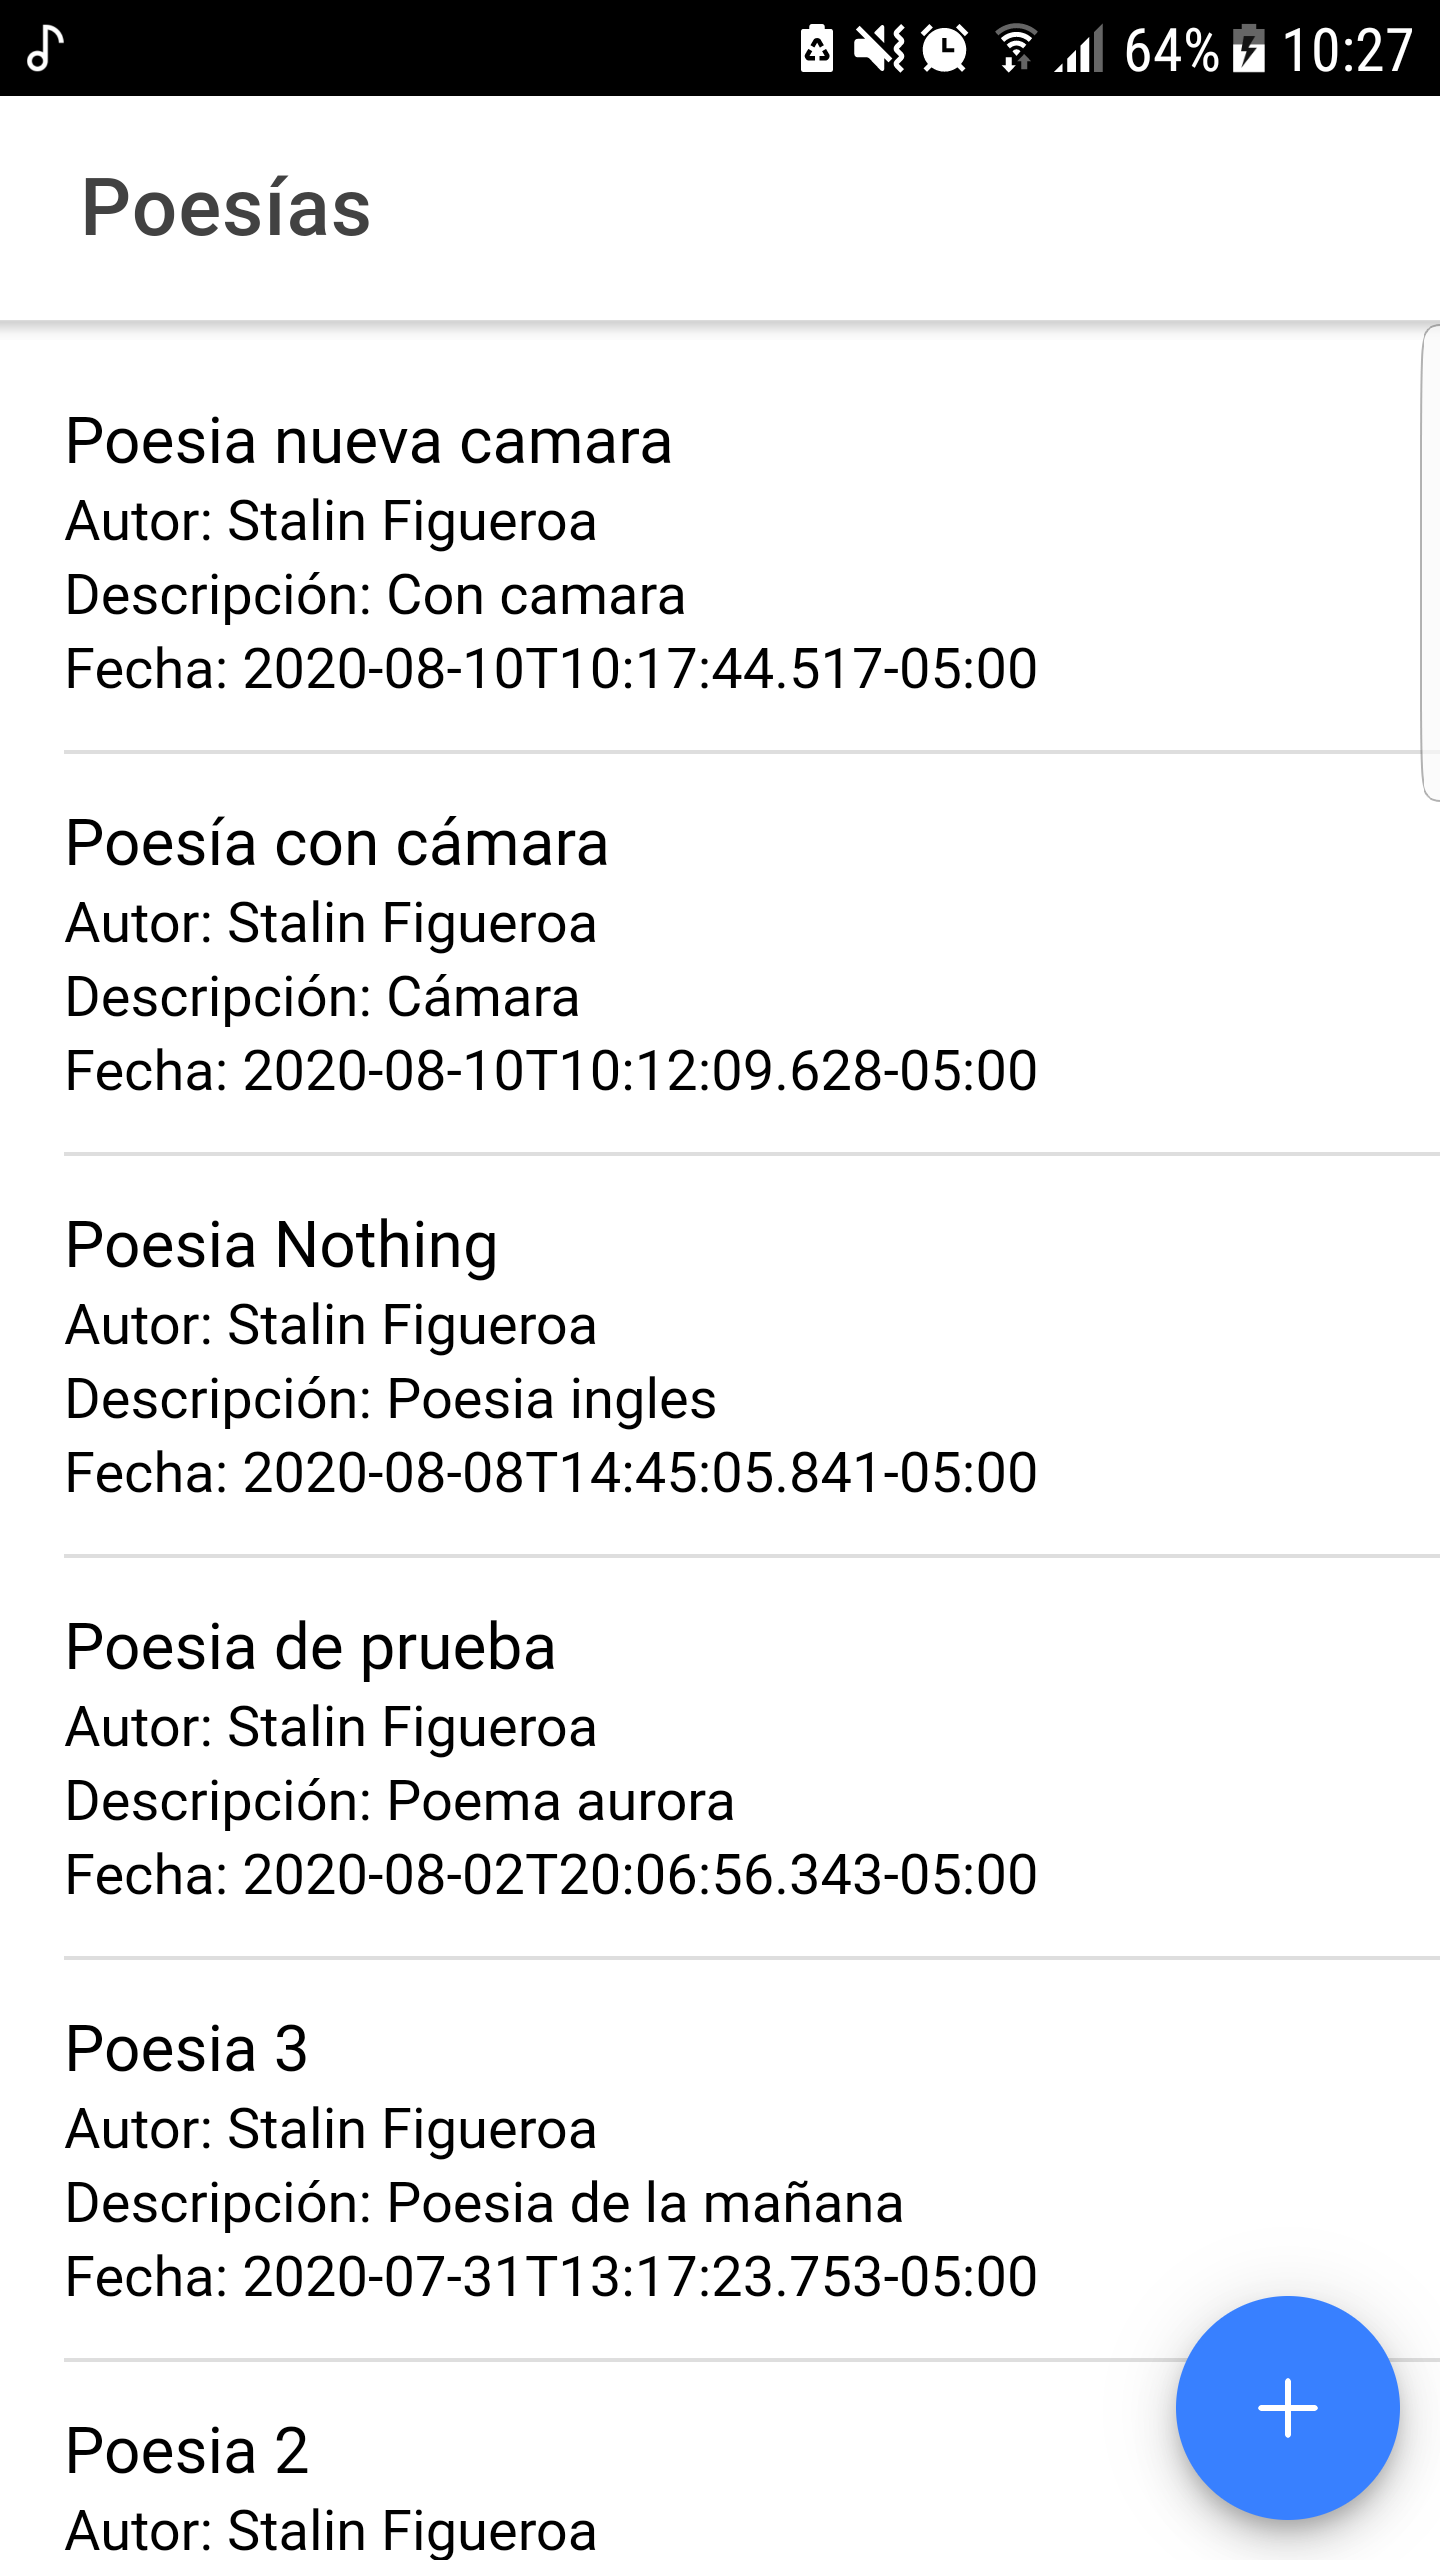 64% 10:27
Poesías
Poesia nueva camara
Autor: Stalin Figueroa
Descripción: Con camara
Fecha: 2020-08-10T10:17:44.517-05:00
Poesía con cámara
Autor: Stalin Figueroa
Descripción: Cámara
Fecha: 2020-08-10T10:12:09.628-05:00
Poesia Nothing
Autor: Stalin Figueroa
Descripción: Poesia ingles
Fecha: 2020-08-08T14:45:05.841-05:00
Poesia de prueba
Autor: Stalin Figueroa
Descripción: Poema aurora
Fecha: 2020-08-02T20:06:56.343-05:00
Poesia 3
Autor: Stalin Figueroa
Descripción: Poesia de la mañana
Fecha: 2020-07-31T13:17:23.753-05:00
Poesia 2
Autor: Stalin Figueroa